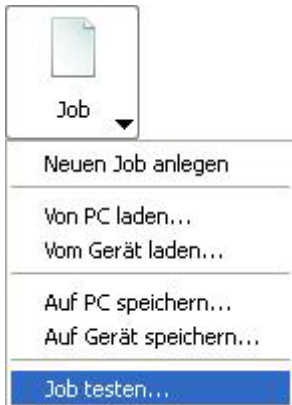 Job
Neuen Job anlegen
Von PC laden...
Vom Gerät laden...
Auf PC speichern...
Auf Gerät speichern...
Job testen...